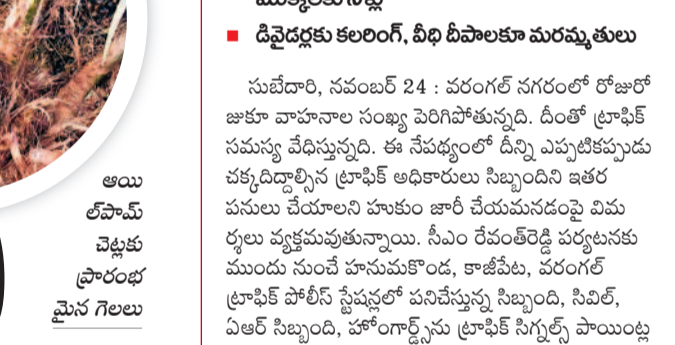 ■ డివైడర్లకు కలరింగ్, వీధి దీపాలకూ మరమ్మతులు
సుబేదారి, నవంబర్ 24 : వరంగల్ నగరంలో రోజురో
జుకూ వాహనాల సంఖ్య పెరిగిపోతున్నది. దీంతో ట్రాఫిక్
సమస్య వేధిస్తున్నది. ఈ నేపథ్యంలో దీన్ని ఎప్పటికప్పుడు
చక్కదిద్దాల్సిన ట్రాఫిక్ అధికారులు సిబ్బందిని ఇతర
పనులు చేయాలని హుకుం జారీ చేయమనడంపై విమ
ర్శలు వ్యక్తమవుతున్నాయి. సీఎం రేవంత్‌రెడ్డి పర్యటనకు
ముందు నుంచే హనుమకొండ, కాజీపేట, వరంగల్
ట్రాఫిక్ పోలీస్ స్టేషన్లలో పనిచేస్తున్న సిబ్బంది, సివిల్,
ఏఆర్ సిబ్బంది, హోంగార్డ్స్‌ను ట్రాఫిక్ సిగ్నల్స్ పాయింట్ల
ఆయి
ల్‌పామ్
చెట్లకు
ప్రారంభ
మైన గెలలు